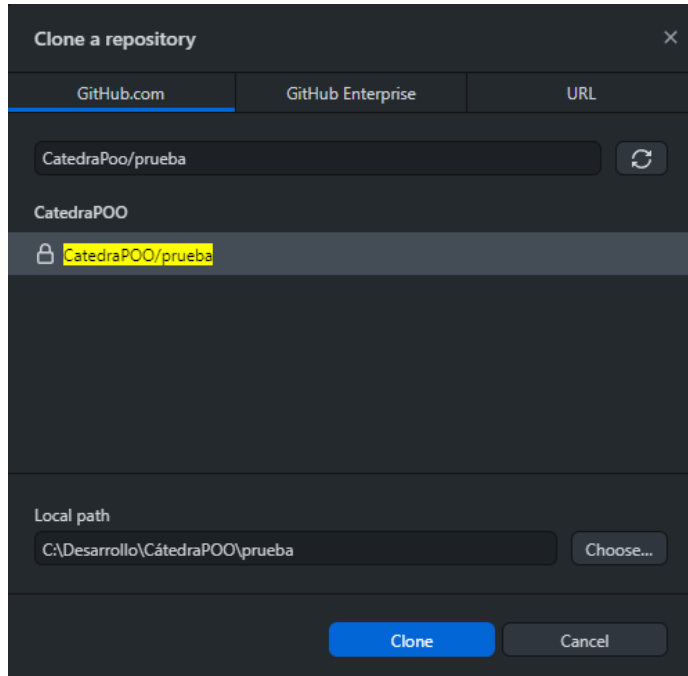 Clone a repository
GitHub.com GitHub Enterprise URL
CatedraPoo/prueba
CatedraPOO
CatedraPOO/prueba
Local path
C:\Desarrollo\CátedraPOO\prueba Choose...
Clone Cancel